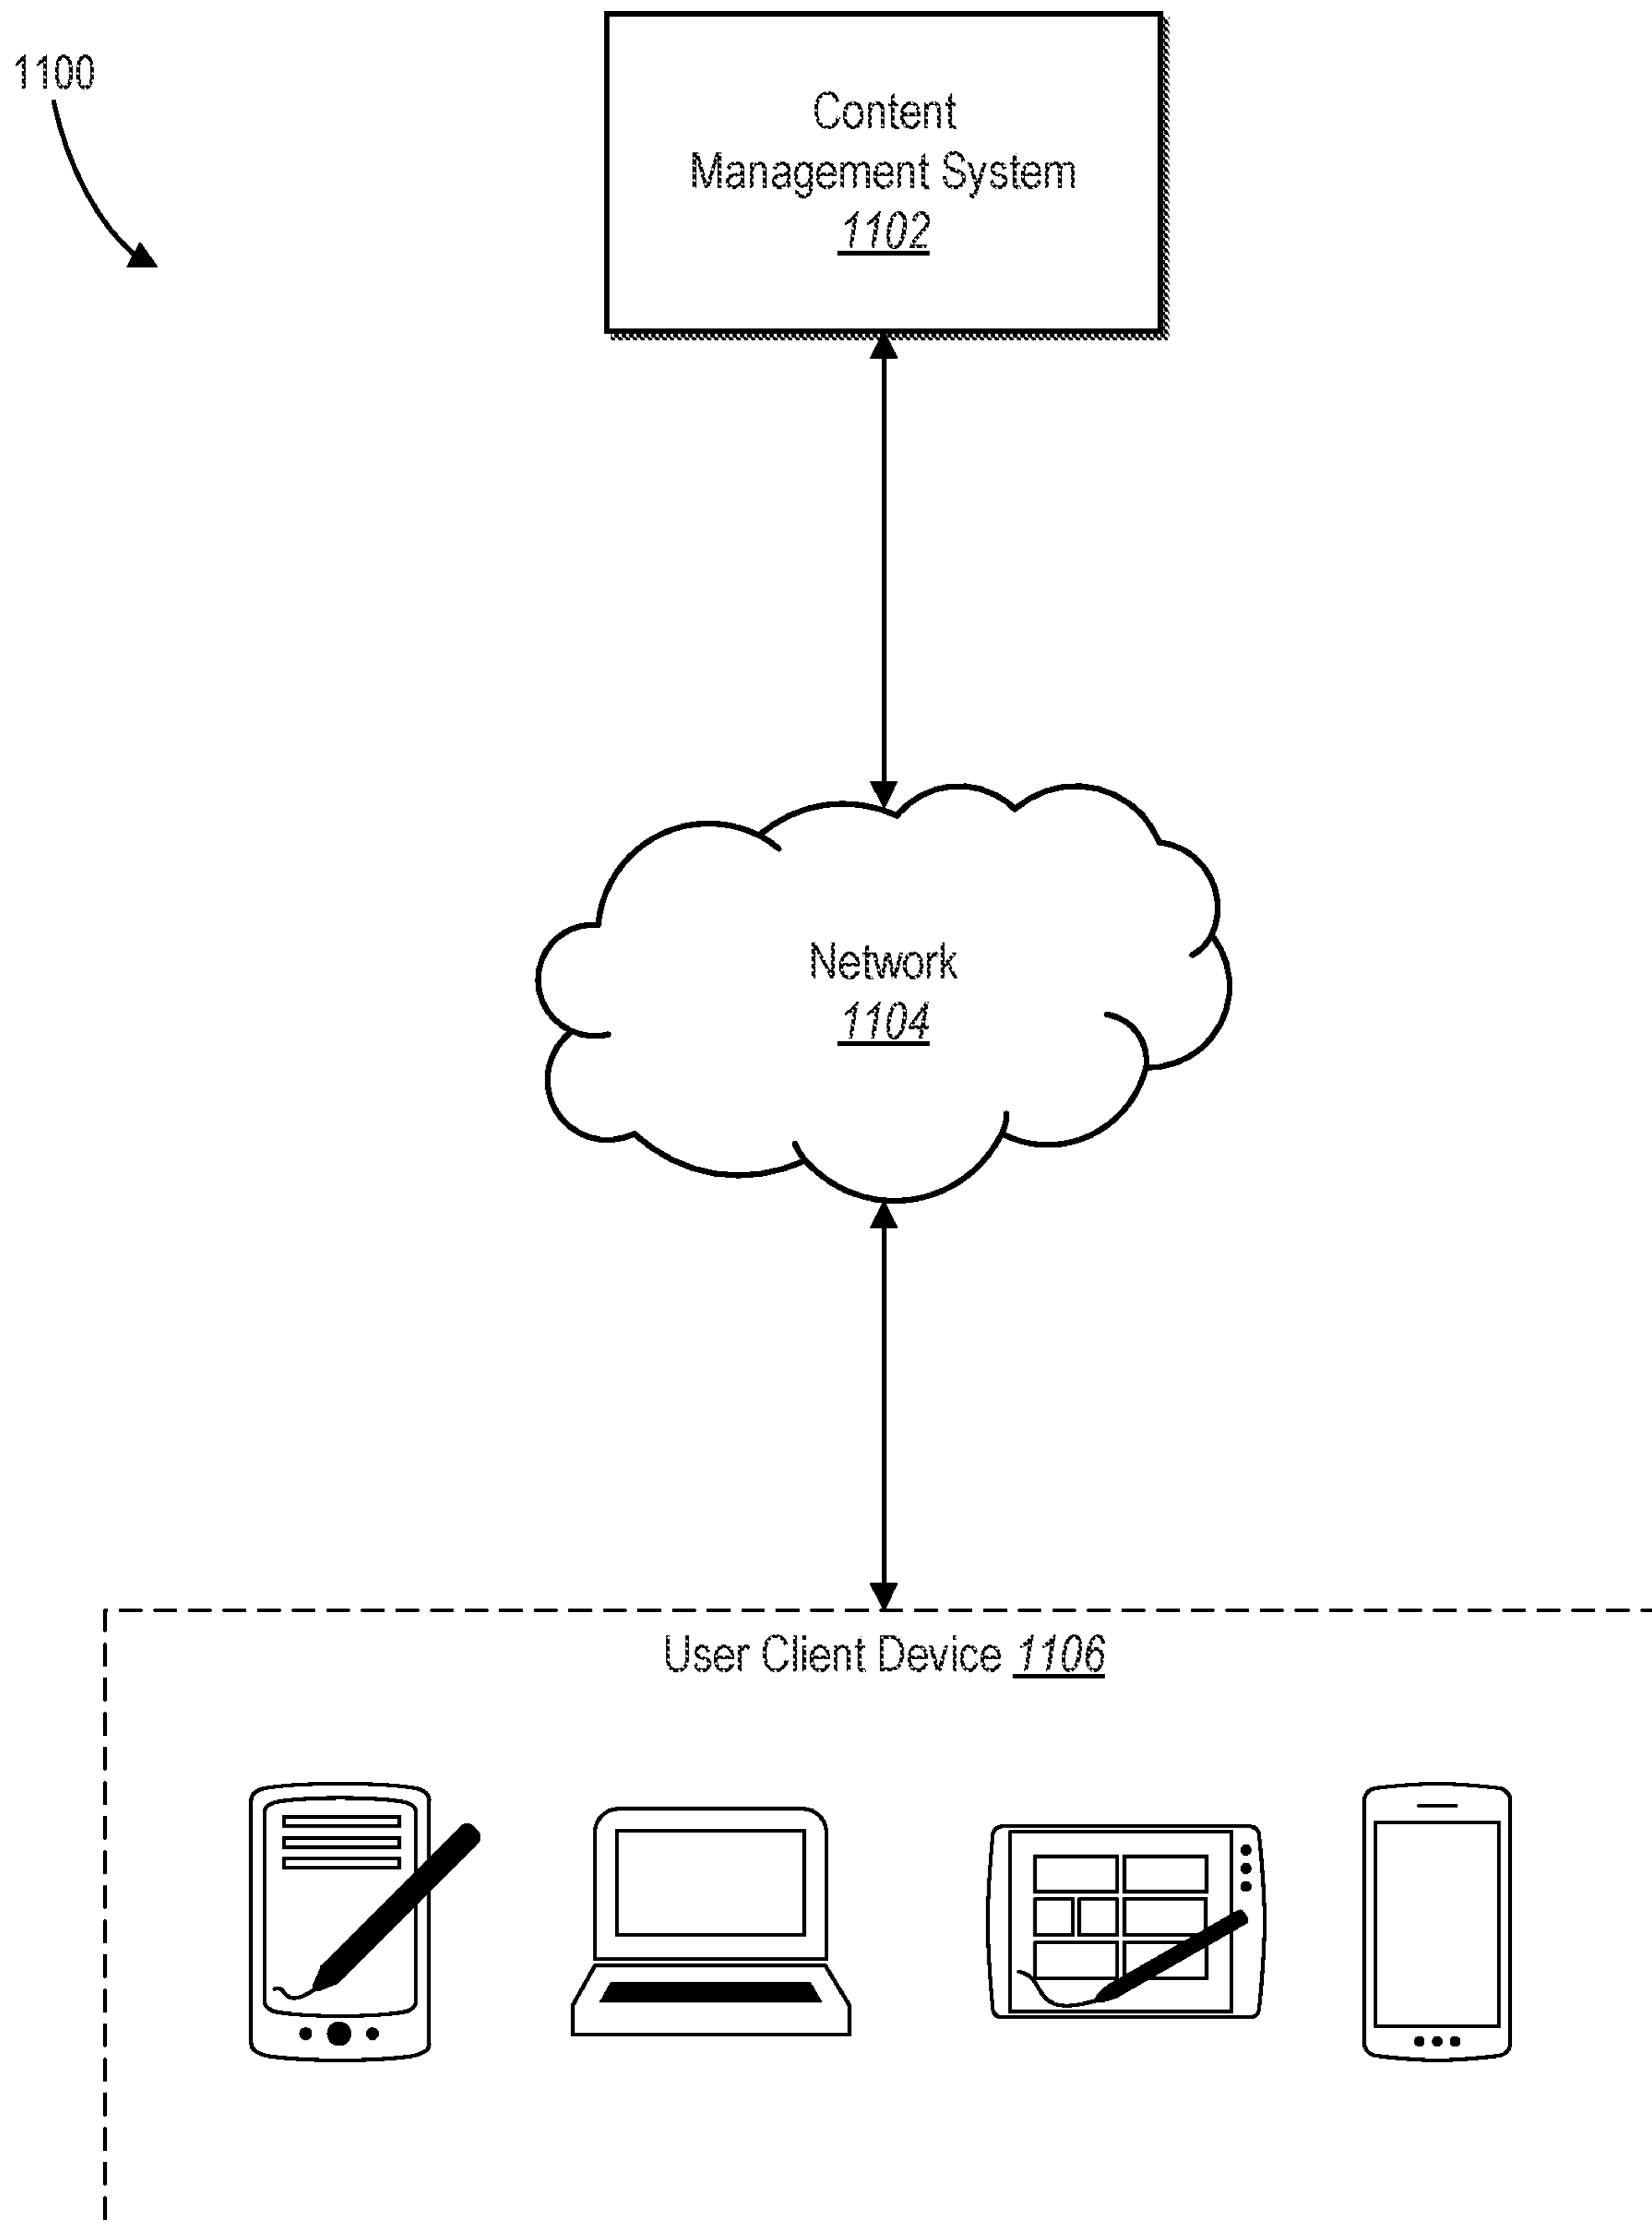 1100
Content
Management System
1102
Network
1104
User Client Device 1106